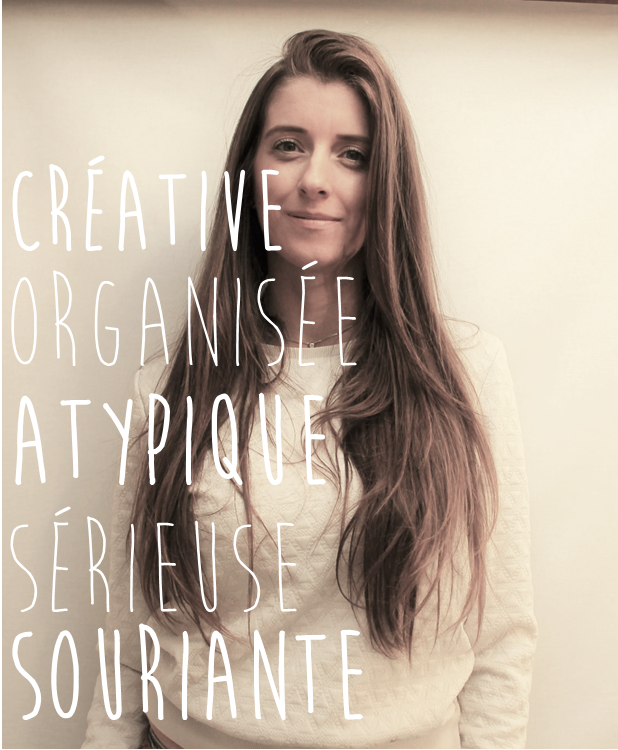 CRÉATIVE
ORGANISÉE
ATYPIQUE
SÉRIEUSE
SOURIANTE